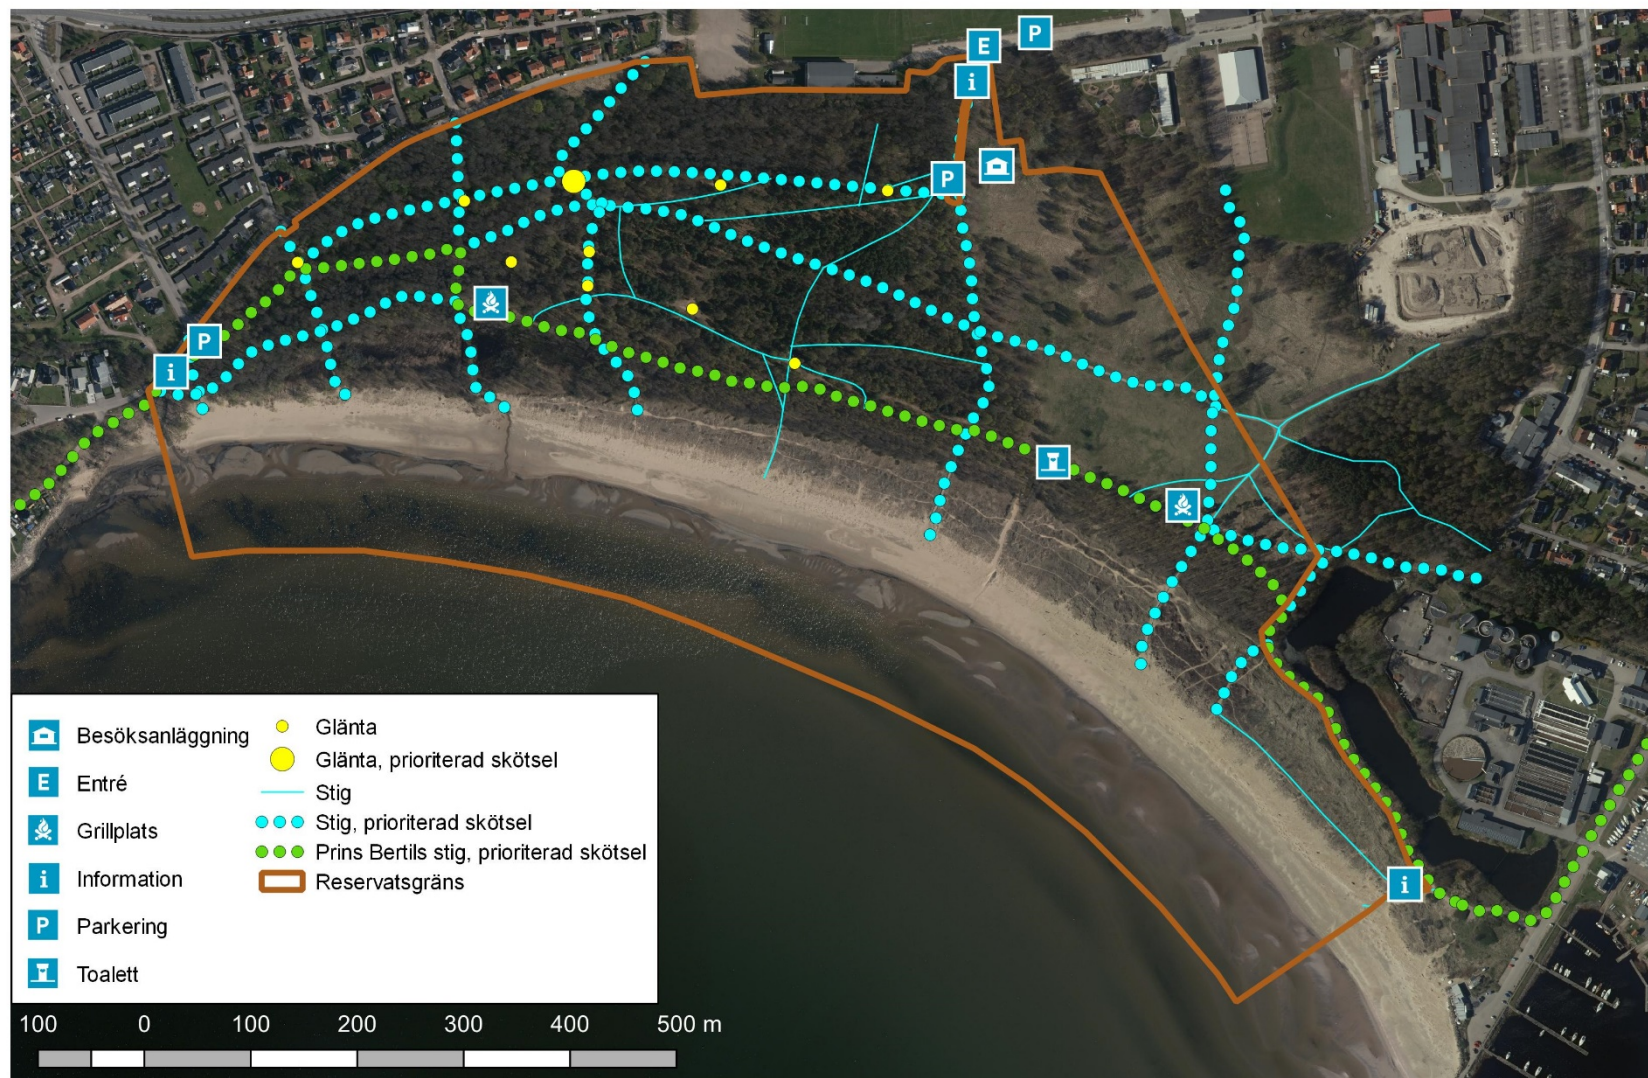 E
P
i
P
P
i
i
Besöksanläggning
Entré
Grillplats
Information
Parkering
Toalett
Glänta
Glänta, prioriterad skötsel
Stig
Stig, prioriterad skötsel
Prins Bertils stig, prioriterad skötsel
Reservatsgräns
E
i
P
100 0 100 200 300 400 500 m